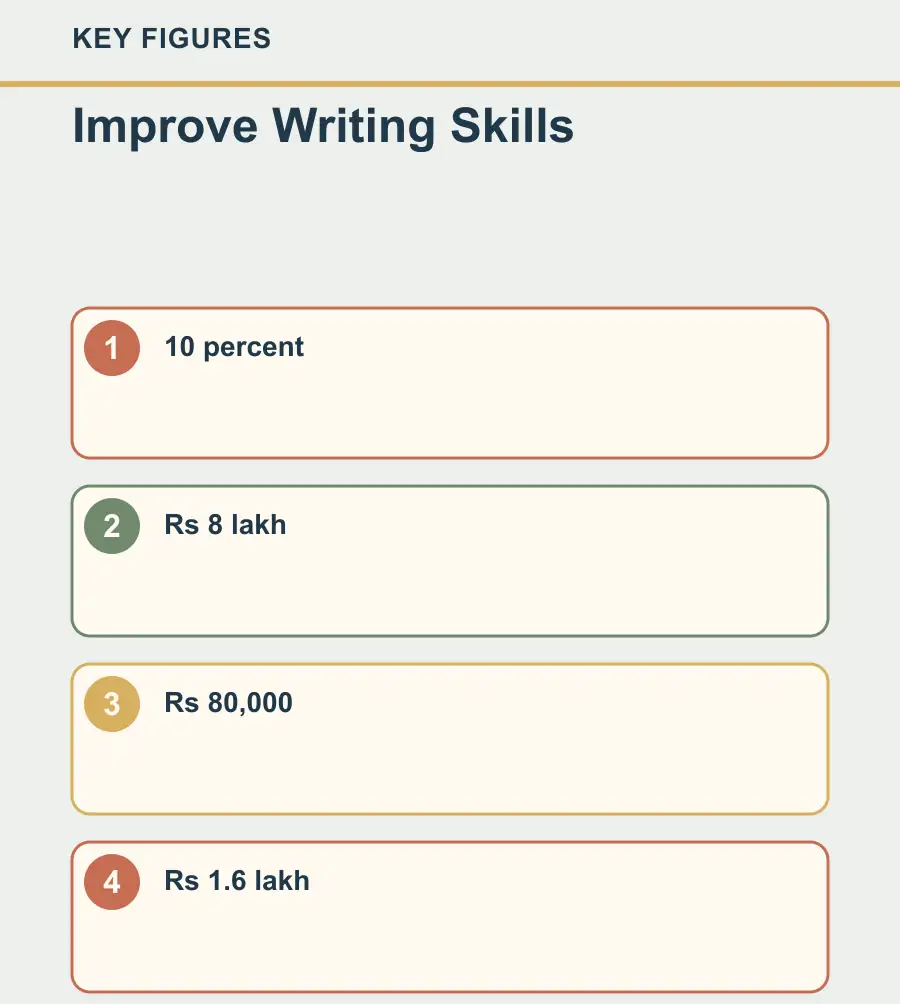 KEY FIGURES
Improve Writing Skills
1 10 percent
2 Rs 8 lakh
3 Rs 80,000
4 Rs 1.6 lakh